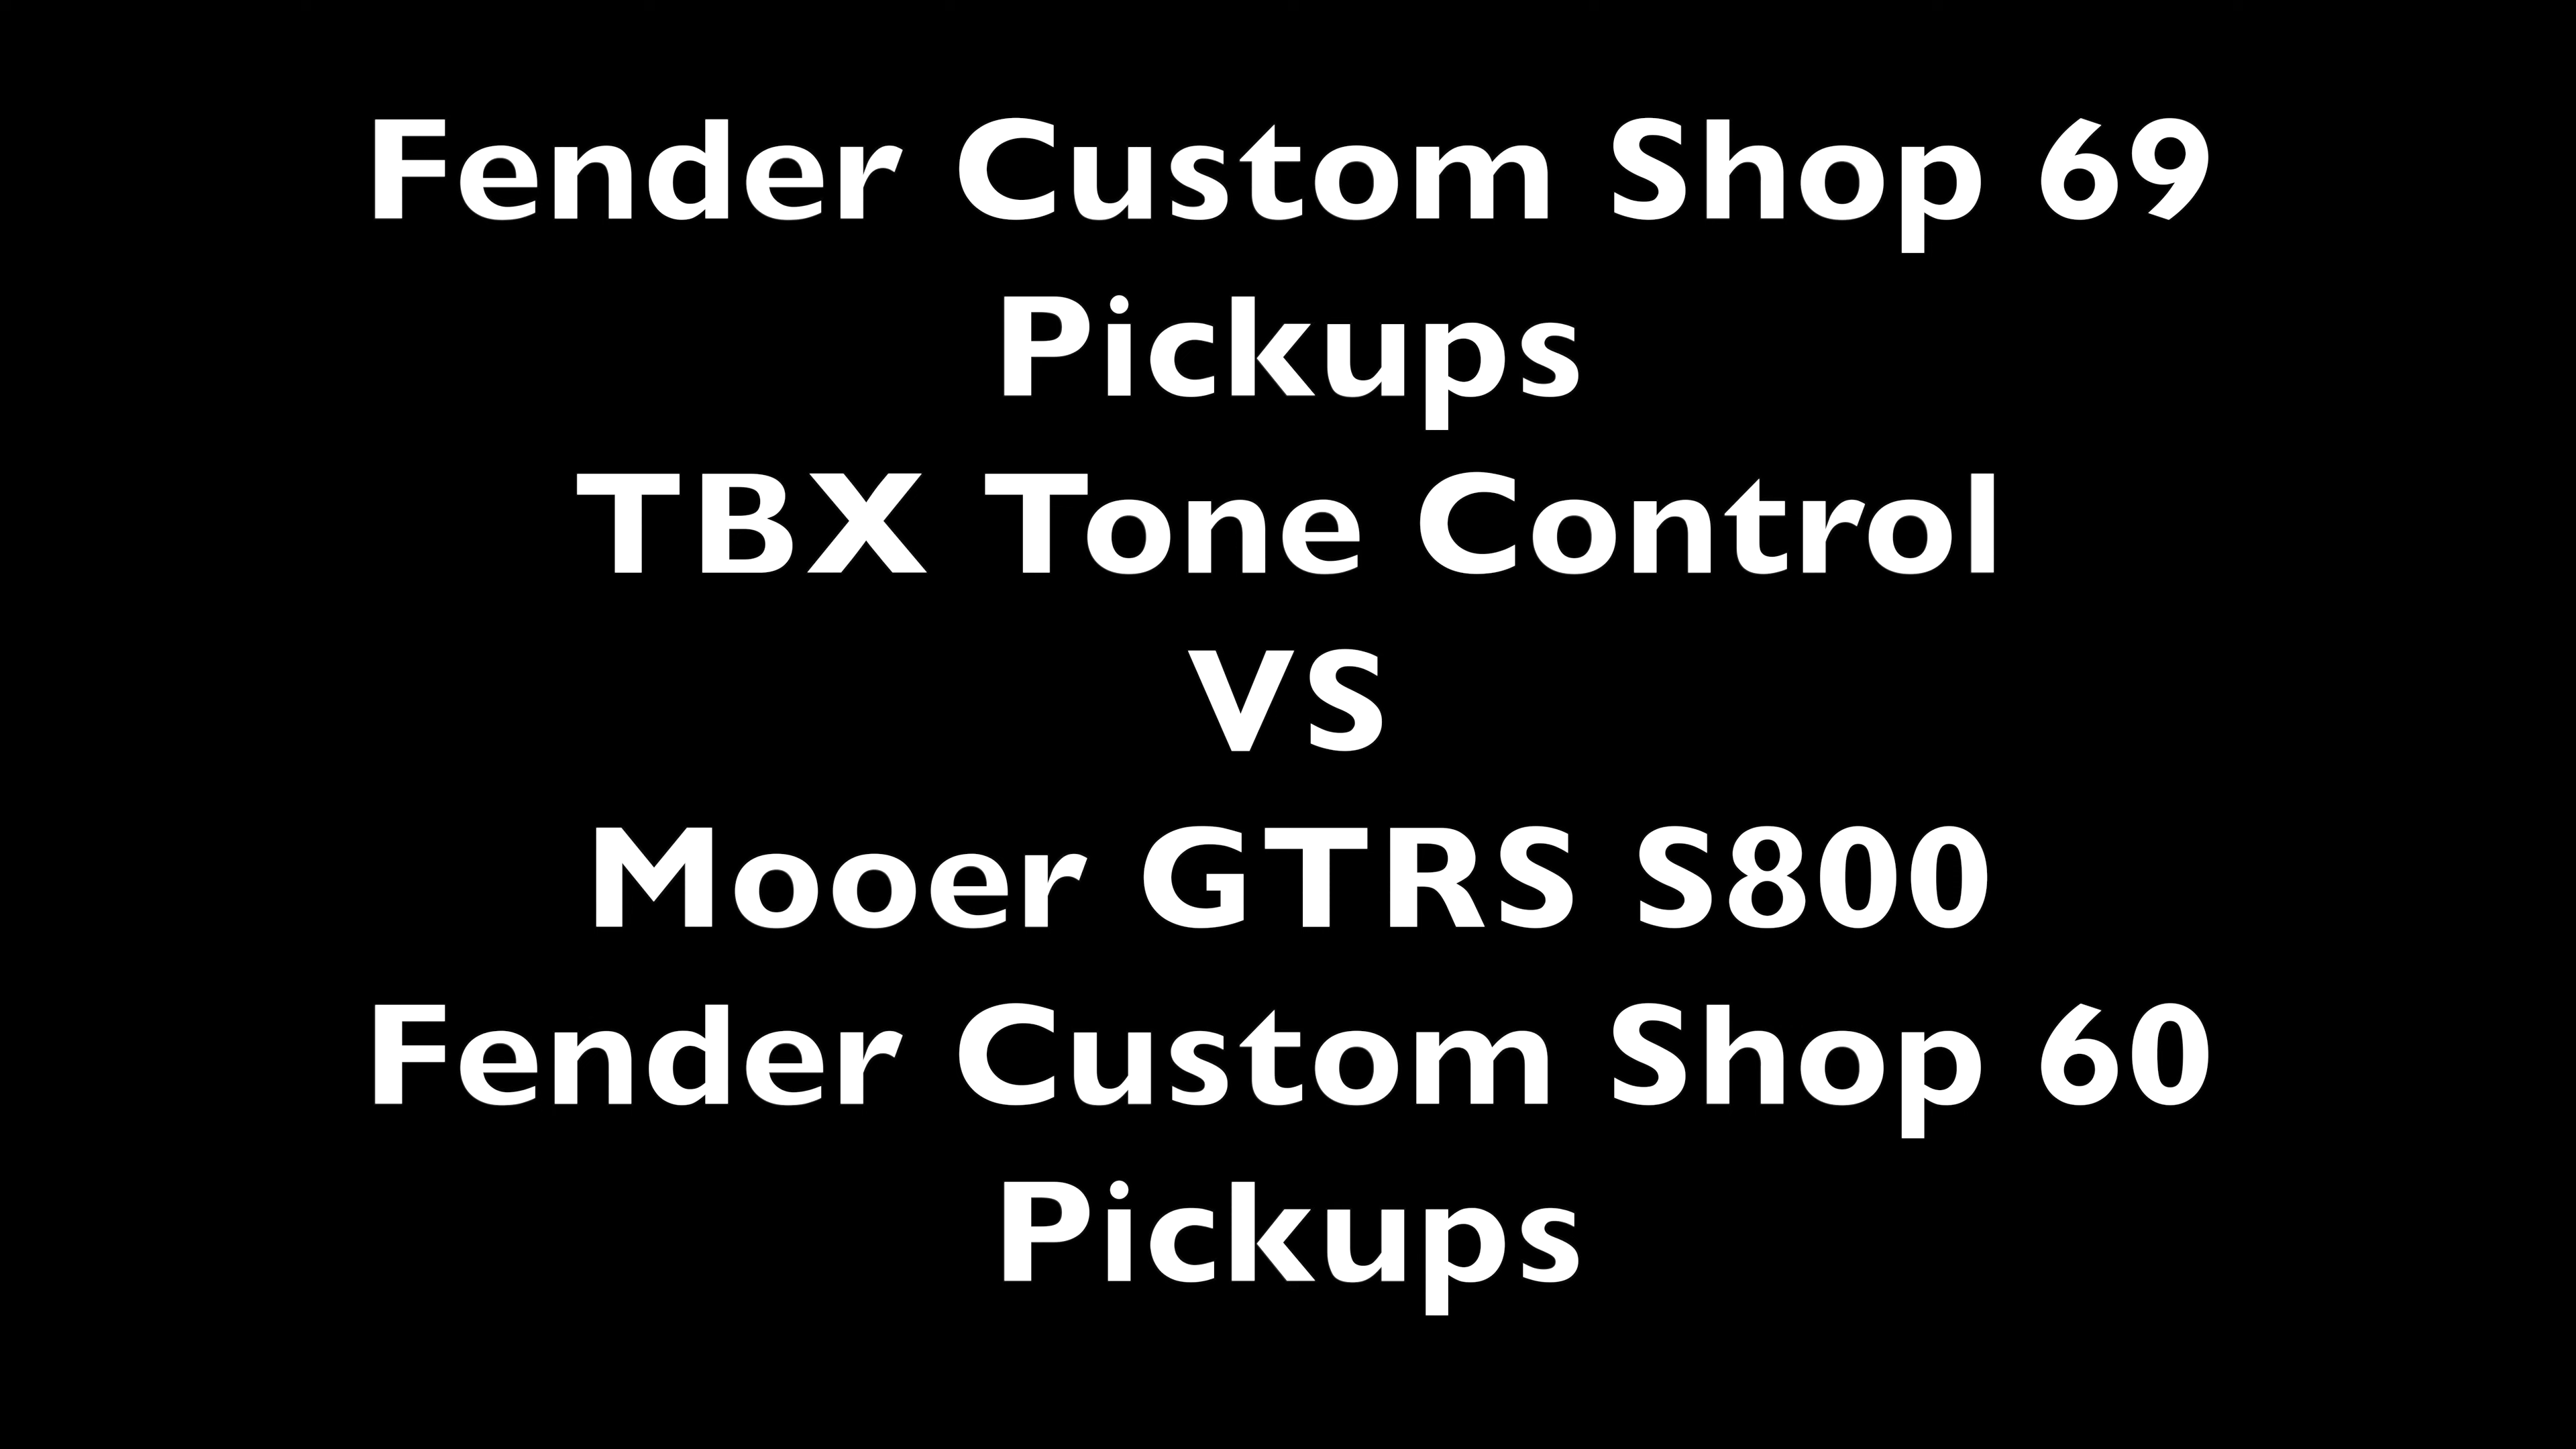 Fender Custom Shop 69
Pickups
TBX Tone Control
VS
Mooer GTRS S800
Fender Custom Shop 60
Pickups